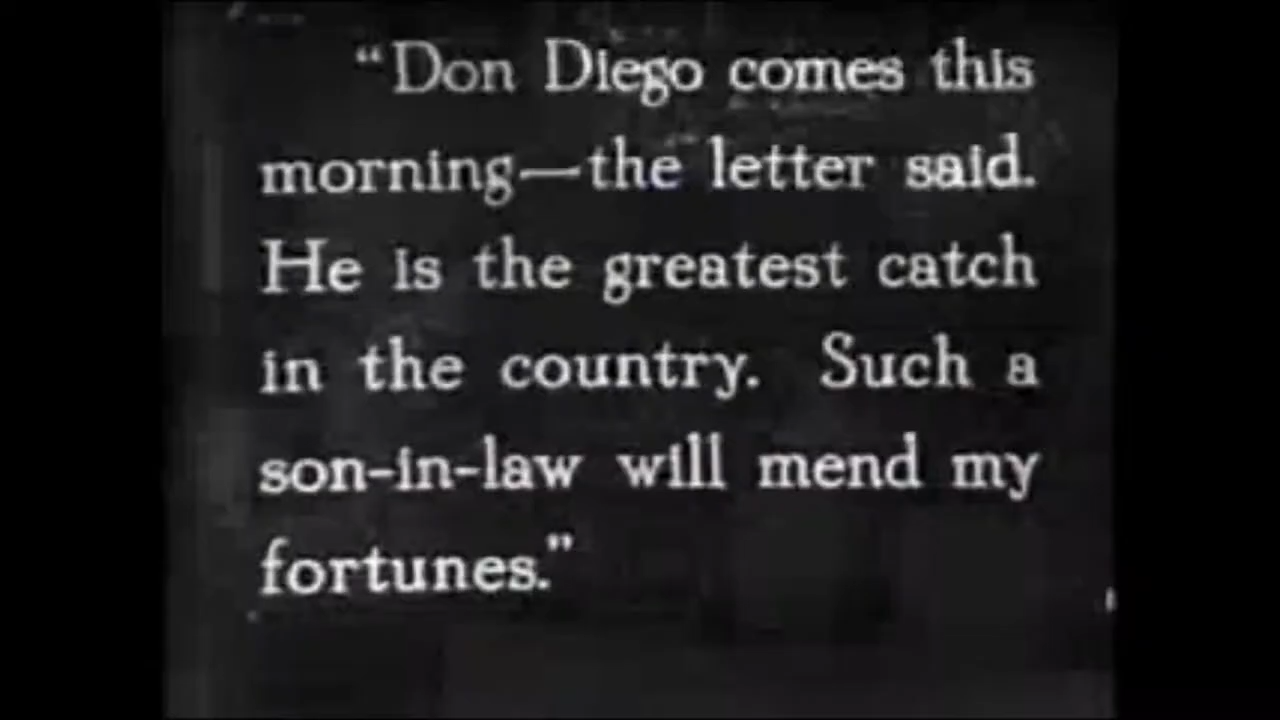 “Don Diego comes this
morning—the letter said.
He is the greatest catch
in the country. Such a
son-in-law will mend my
fortunes.”